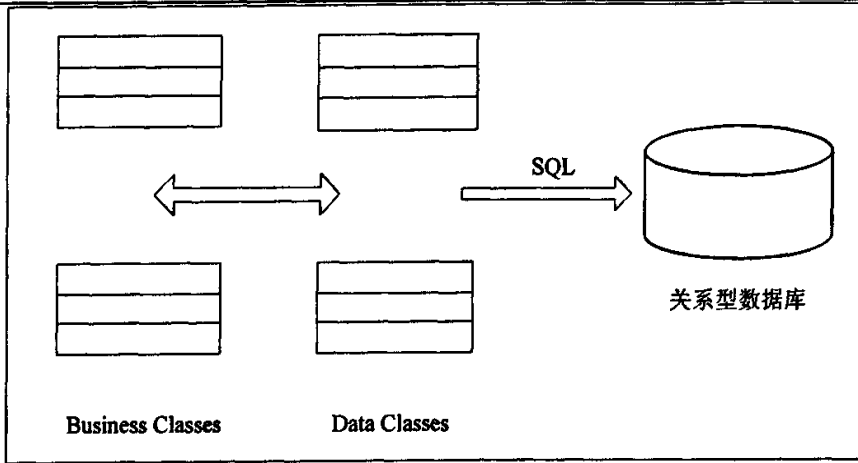 SQL
关系型数据库
Business Classes
Data Classes